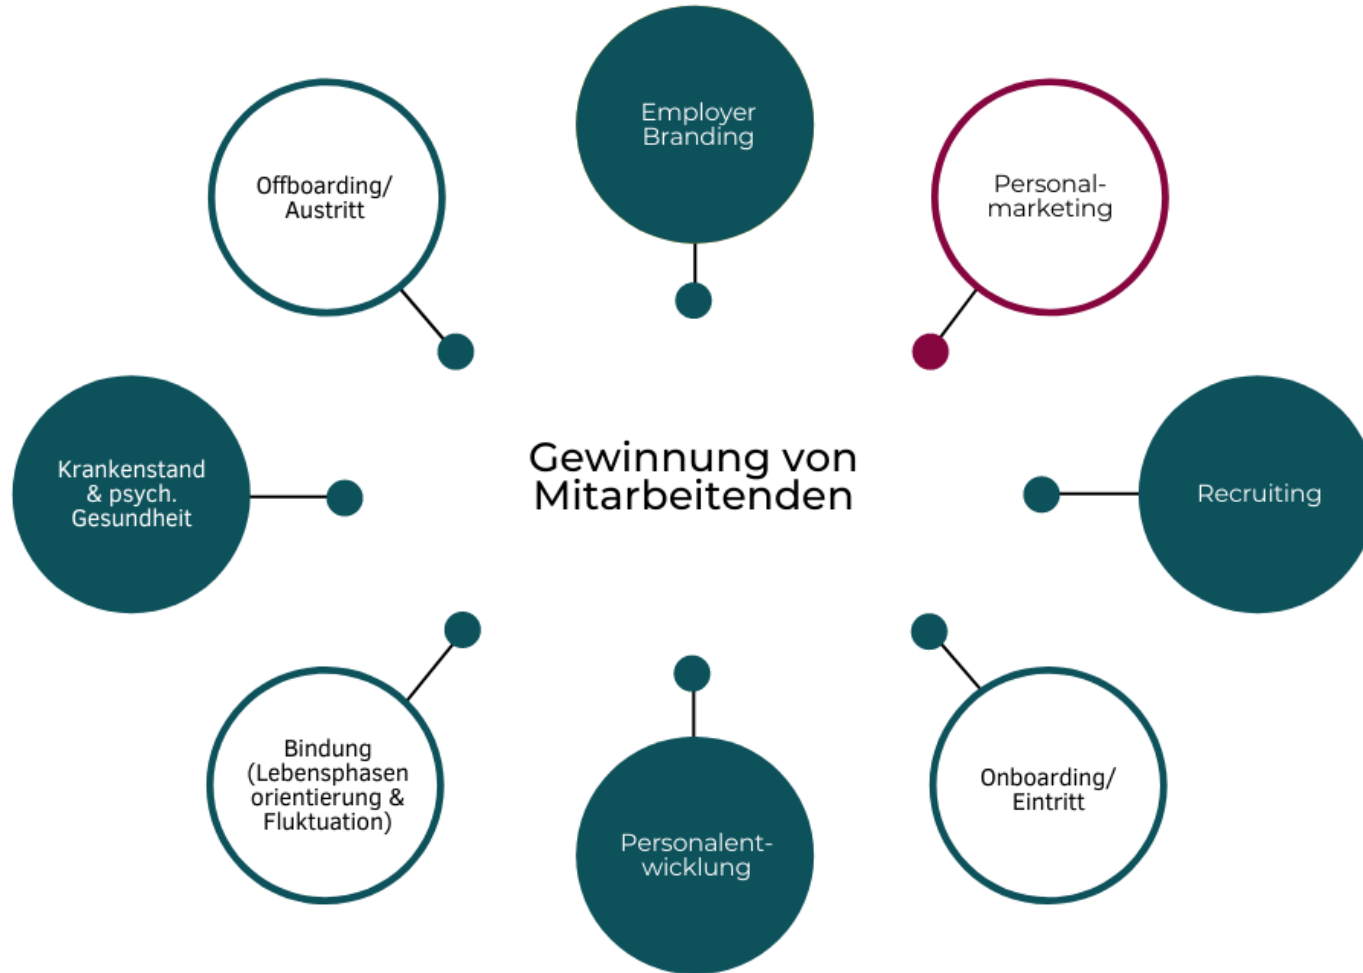 Employer
Branding
Offboarding/
Austritt
Personal-
marketing
Krankenstand
& psych.
Gesundheit
Gewinnung von
Mitarbeitenden
Recruiting
Bindung
(Lebensphasen
orientierung &
Fluktuation)
Personalent-
wicklung
Onboarding/
Eintritt